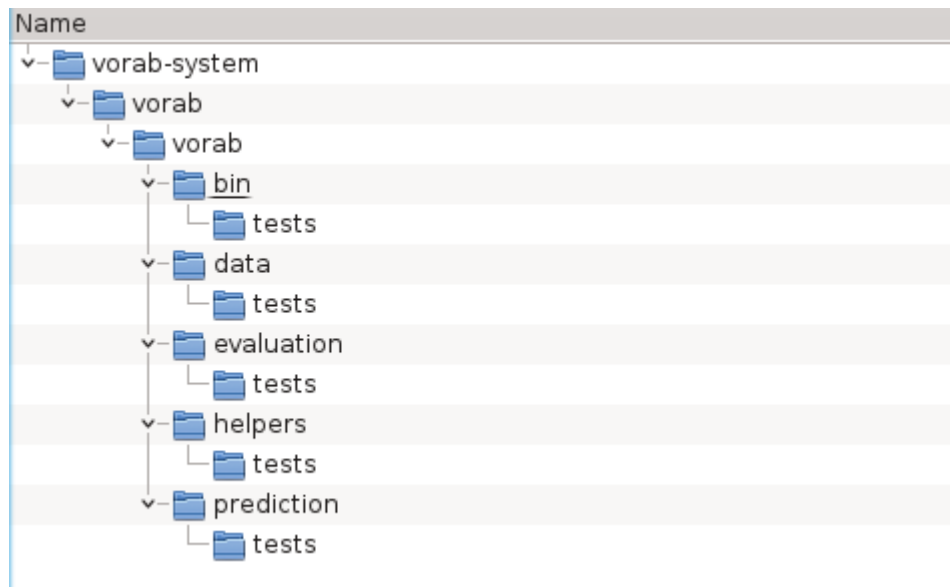 Name
vorab-system
vorab
vorab
bin
tests
data
tests
evaluation
tests
helpers
tests
prediction
tests